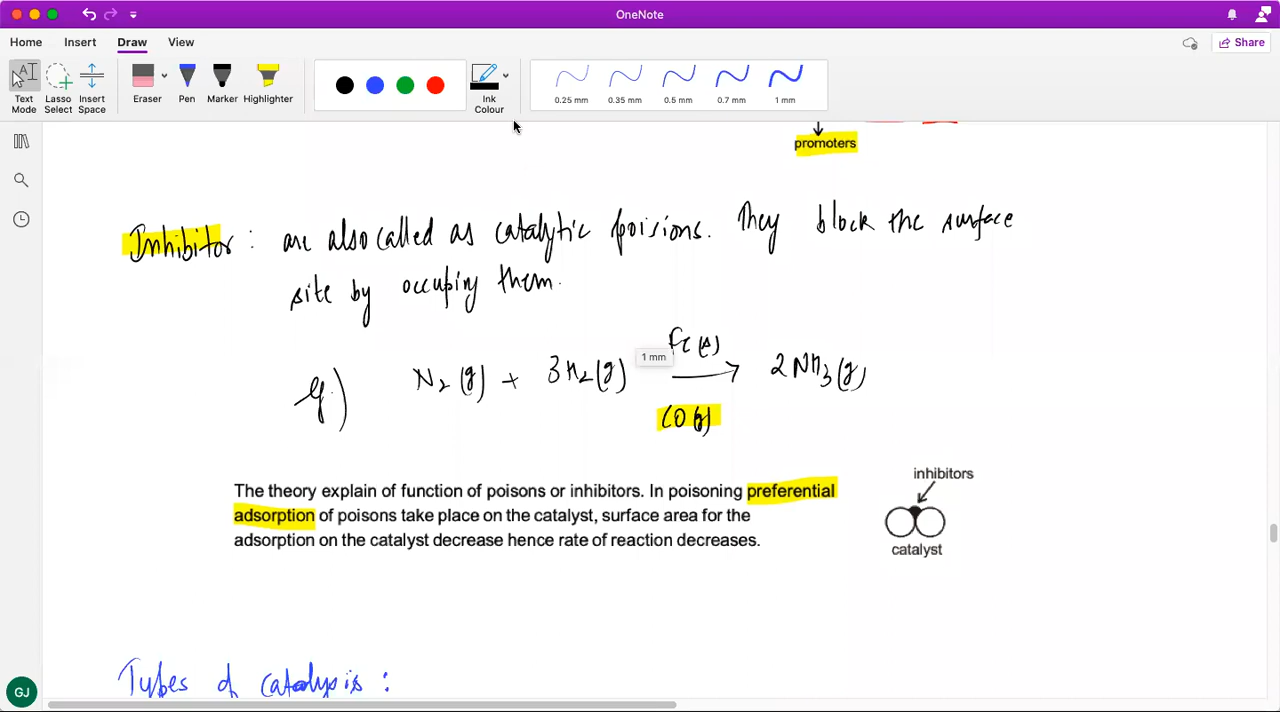 OneNote
Home Insert Draw View
Share
Text Mode
Lasso Select
Insert Space
Eraser
Pen
Marker
Highlighter
Ink Colour
0.25 mm
0.35 mm
0.5 mm
0.7 mm
1 mm
promoters
Inhibitor : are also called as catalytic poisions. They block the surface
site by occupying them.
1 mm
Fe(s)
Eg) N2(g) + 3H2(g) → 2NH3(g)
CO(g)
The theory explain of function of poisons or inhibitors. In poisoning preferential
adsorption of poisons take place on the catalyst, surface area for the
adsorption on the catalyst decrease hence rate of reaction decreases.
inhibitors
catalyst
Types of catalysis :
GJ